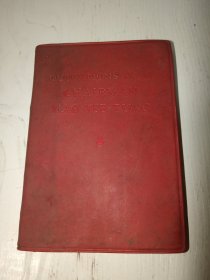 QUOTATIONS FROM
CHAIRMAN
MAO TSE-TUNG